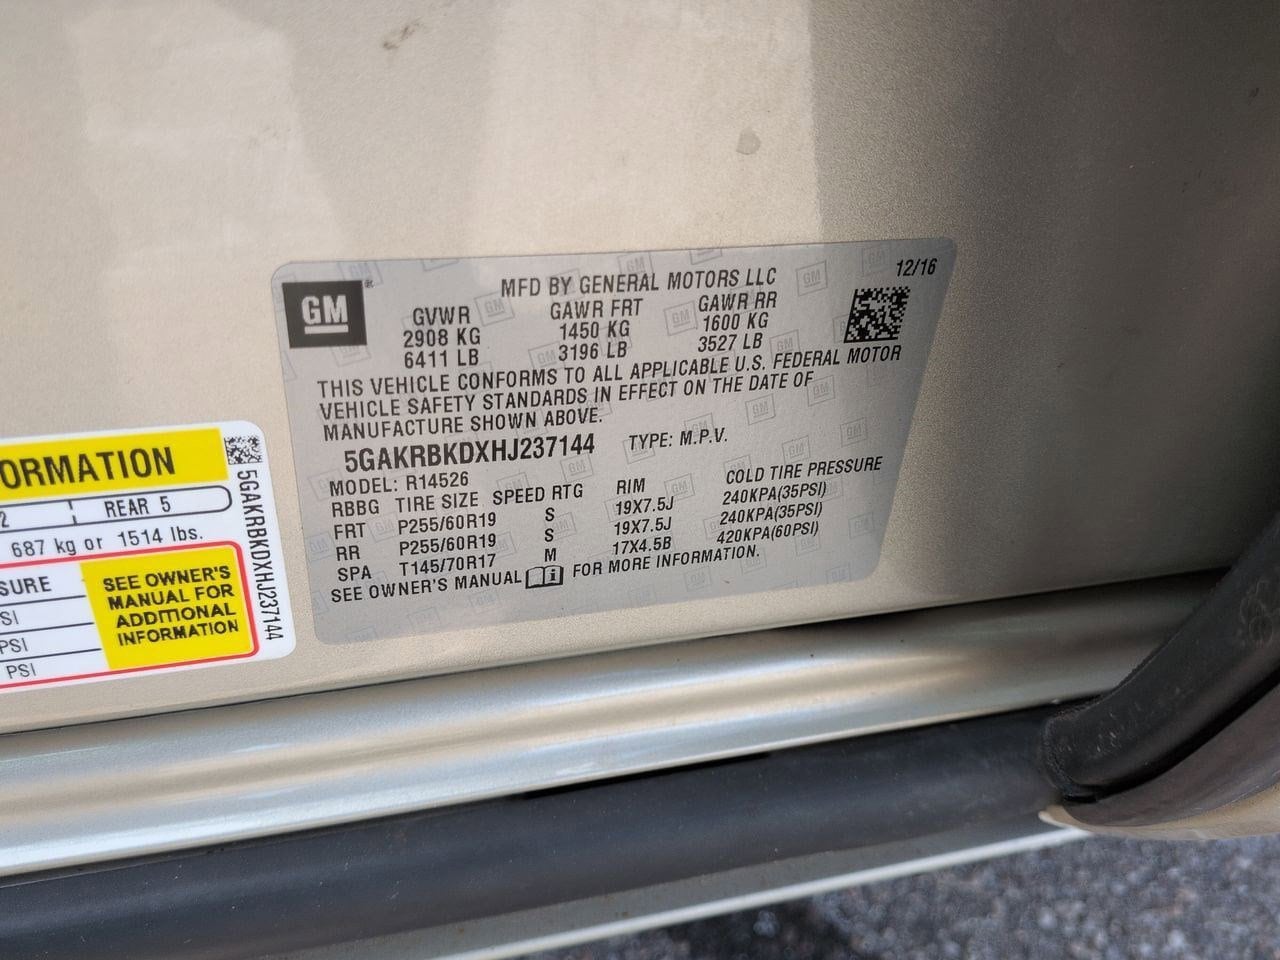 GM
MFD BY GENERAL MOTORS LLC
12/16
GVWR GAWR FRT GAWR RR
2908 KG 1450 KG 1600 KG
6411 LB 3196 LB 3527 LB
THIS VEHICLE CONFORMS TO ALL APPLICABLE U.S. FEDERAL MOTOR
VEHICLE SAFETY STANDARDS IN EFFECT ON THE DATE OF
MANUFACTURE SHOWN ABOVE.
5GAKRBKDXHJ237144 TYPE: M.P.V.
MODEL: R14526
RBBG TIRE SIZE SPEED RTG RIM COLD TIRE PRESSURE
FRT P255/60R19 S 19X7.5J 240KPA(35PSI)
RR P255/60R19 S 19X7.5J 240KPA(35PSI)
SPA T145/70R17 M 17X4.5B 420KPA(60PSI)
SEE OWNER'S MANUAL FOR MORE INFORMATION.
ORMATION
2 REAR 5
687 kg or 1514 lbs.
SURE
SI
PSI
PSI
SEE OWNER'S
MANUAL FOR
ADDITIONAL
INFORMATION
5GAKRBKDXHJ237144